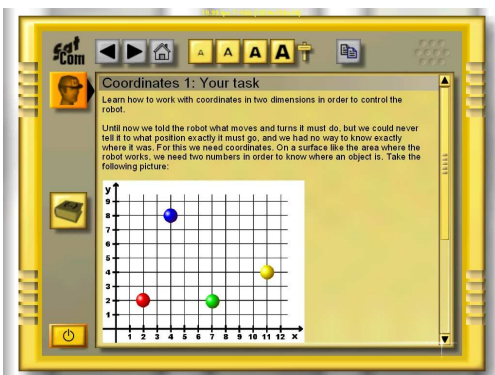 sat
Com
A A A A
Coordinates 1: Your task
Learn how to work with coordinates in two dimensions in order to control the
robot.
Until now we told the robot what moves and turns it must do, but we could never
tell it to what position exactly it must go, and we had no way to know exactly
where it was. For this we need coordinates. On a surface like the area where the
robot works, we need two numbers in order to know where an object is. Take the
following picture:
y
9
8
7
6
5
4
3
2
1
1 2 3 4 5 6 7 8 9 10 11 12 x